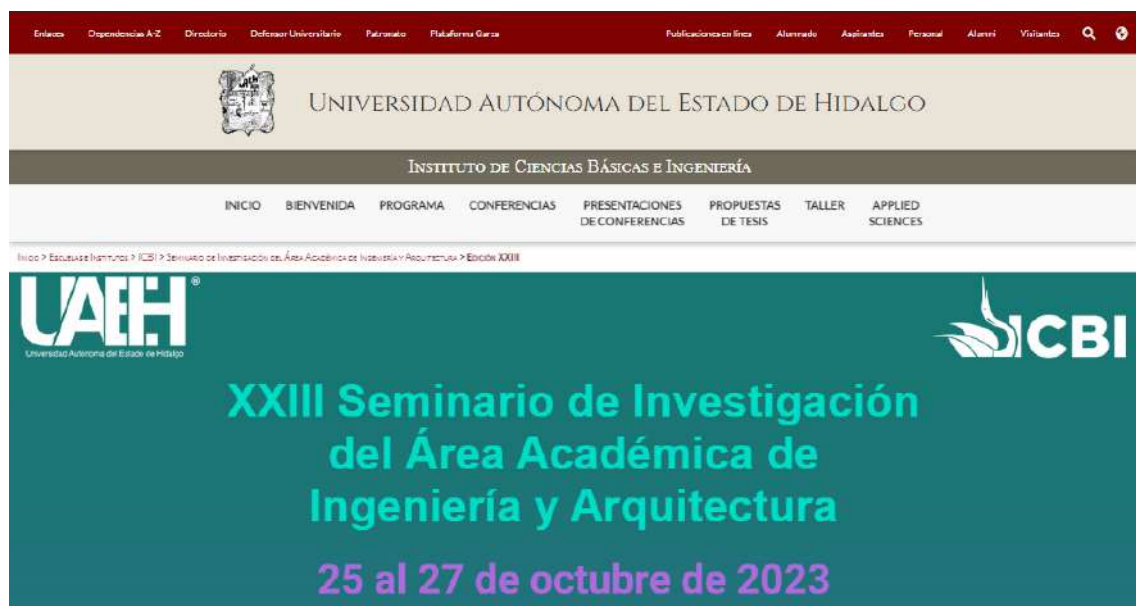 Enlaces Dependencias A-Z Directorio Defensor Universitario Patronato Plataforma Garza Publicaciones en línea Alumnado Aspirantes Personal Alumni Visitantes
UAEH
UNIVERSIDAD AUTÓNOMA DEL ESTADO DE HIDALGO
INSTITUTO DE CIENCIAS BÁSICAS E INGENIERÍA
INICIO BIENVENIDA PROGRAMA CONFERENCIAS PRESENTACIONES PROPUESTAS TALLER APPLIED
DE CONFERENCIAS DE TESIS SCIENCES
INICIO > ESCUELAS E INSTITUTOS > ICBI > SEMINARIO DE INVESTIGACIÓN DEL ÁREA ACADÉMICA DE INGENIERÍA Y ARQUITECTURA > EDICIÓN XXIII
UAEH®
Universidad Autónoma del Estado de Hidalgo
ICBI
XXIII Seminario de Investigación
del Área Académica de
Ingeniería y Arquitectura
25 al 27 de octubre de 2023